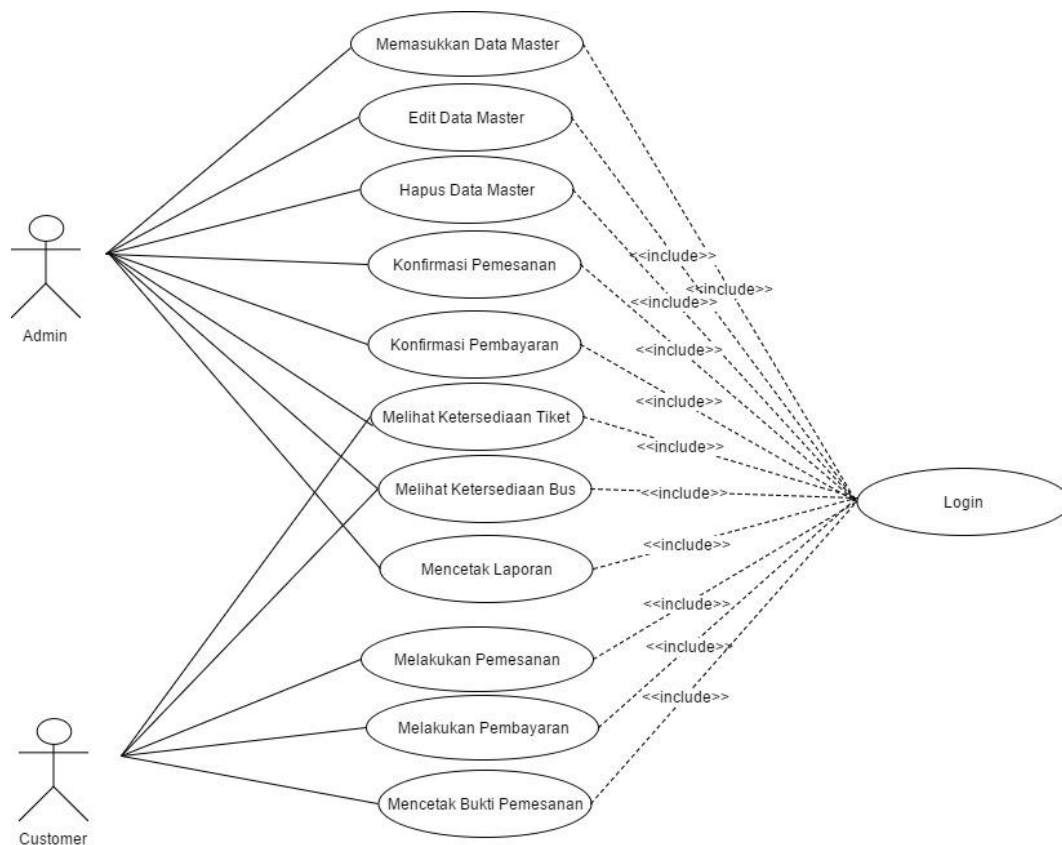 Memasukkan Data Master
Edit Data Master
Hapus Data Master
<<include>>
Konfirmasi Pemesanan
<<include>>
<<include>>
Admin
Konfirmasi Pembayaran
<<include>>
<<include>>
Melihat Ketersediaan Tiket
<<include>>
Melihat Ketersediaan Bus
<<include>>
Login
Mencetak Laporan
<<include>>
<<include>>
Melakukan Pemesanan
<<include>>
Melakukan Pembayaran
<<include>>
Mencetak Bukti Pemesanan
Customer